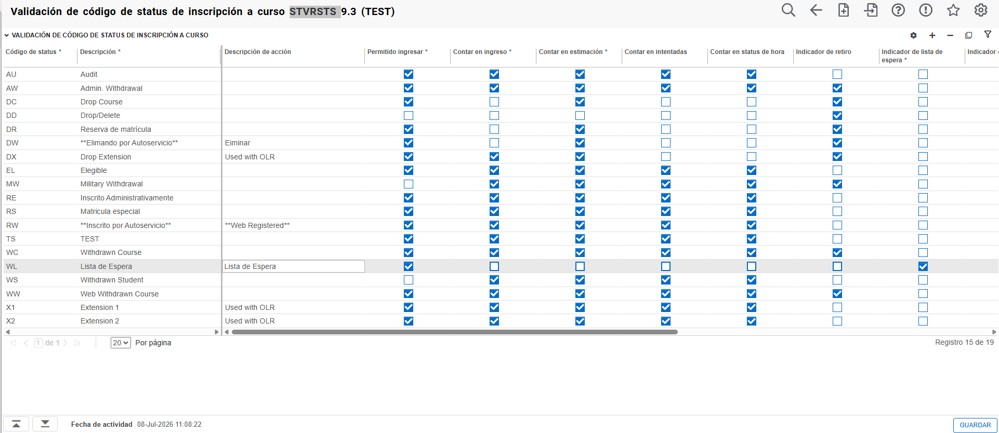 Validación de código de status de inscripción a curso STVRSTS 9.3 (TEST)
VALIDACIÓN DE CÓDIGO DE STATUS DE INSCRIPCIÓN A CURSO
Código de status * Descripción * Descripción de acción Permitido ingresar * Contar en ingreso * Contar en estimación * Contar en intentadas Contar en status de hora Indicador de retiro Indicador de lista de espera * Indicador
AU Audit
AW Admin. Withdrawal
DC Drop Course
DD Drop/Delete
DR Reserva de matrícula
DW **Elimando por Autoservicio** Eiminar
DX Drop Extension Used with OLR
EL Elegible
MW Military Withdrawal
RE Inscrito Administrativamente
RS Matricula especial
RW **Inscrito por Autoservicio** **Web Registered**
TS TEST
WC Withdrawn Course
WL Lista de Espera Lista de Espera
WS Withdrawn Student
WW Web Withdrawn Course
X1 Extension 1 Used with OLR
X2 Extension 2 Used with OLR
1 de 1 20 Por página Registro 15 de 19
Fecha de actividad 08-Jul-2026 11:08:22 GUARDAR